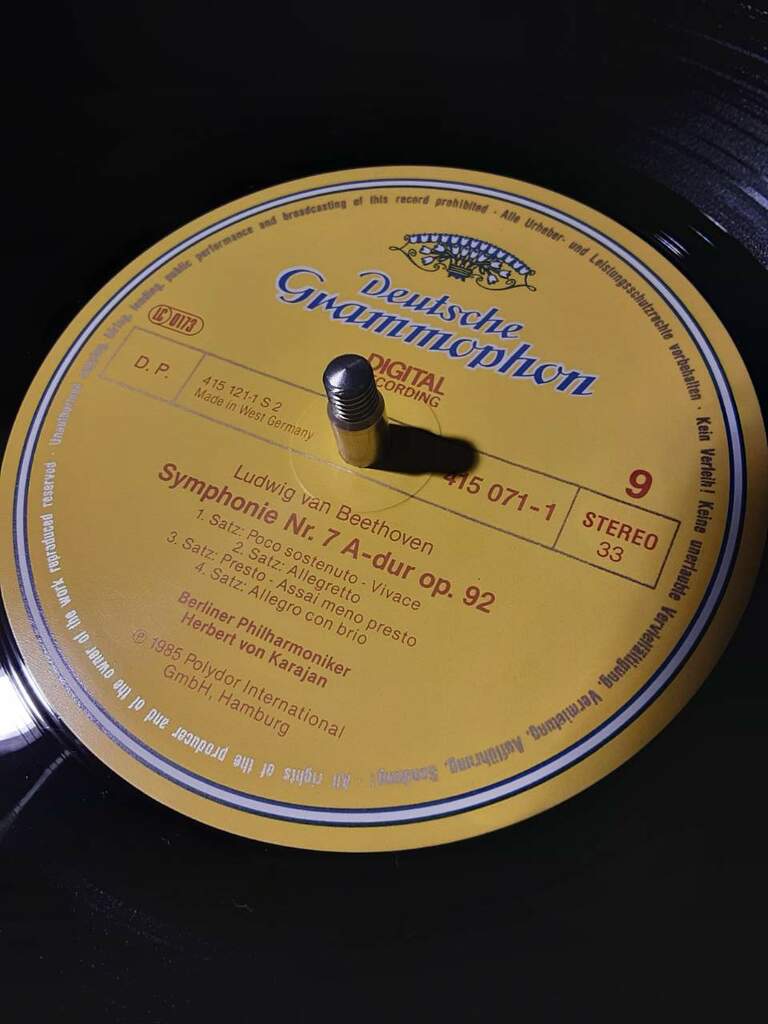 Deutsche
Grammophon
DIGITAL
CORDING
LC 0173
D. P.
415 121-1 S 2
Made in West Germany
415 071-1
9
STEREO
33
Ludwig van Beethoven
Symphonie Nr. 7 A-dur op. 92
1. Satz: Poco sostenuto - Vivace
2. Satz: Allegretto
3. Satz: Presto - Assai meno presto
4. Satz: Allegro con brio
Berliner Philharmoniker
Herbert von Karajan
℗ 1985 Polydor International
GmbH, Hamburg
All rights of the producer and of the owner of the work reproduced reserved · Unauthorized copying, hiring, lending, public performance and broadcasting of this record prohibited · Alle Urheber- und Leistungsschutzrechte vorbehalten · Kein Verleih! Keine unerlaubte Vervielfältigung, Vermietung, Aufführung, Sendung! ·